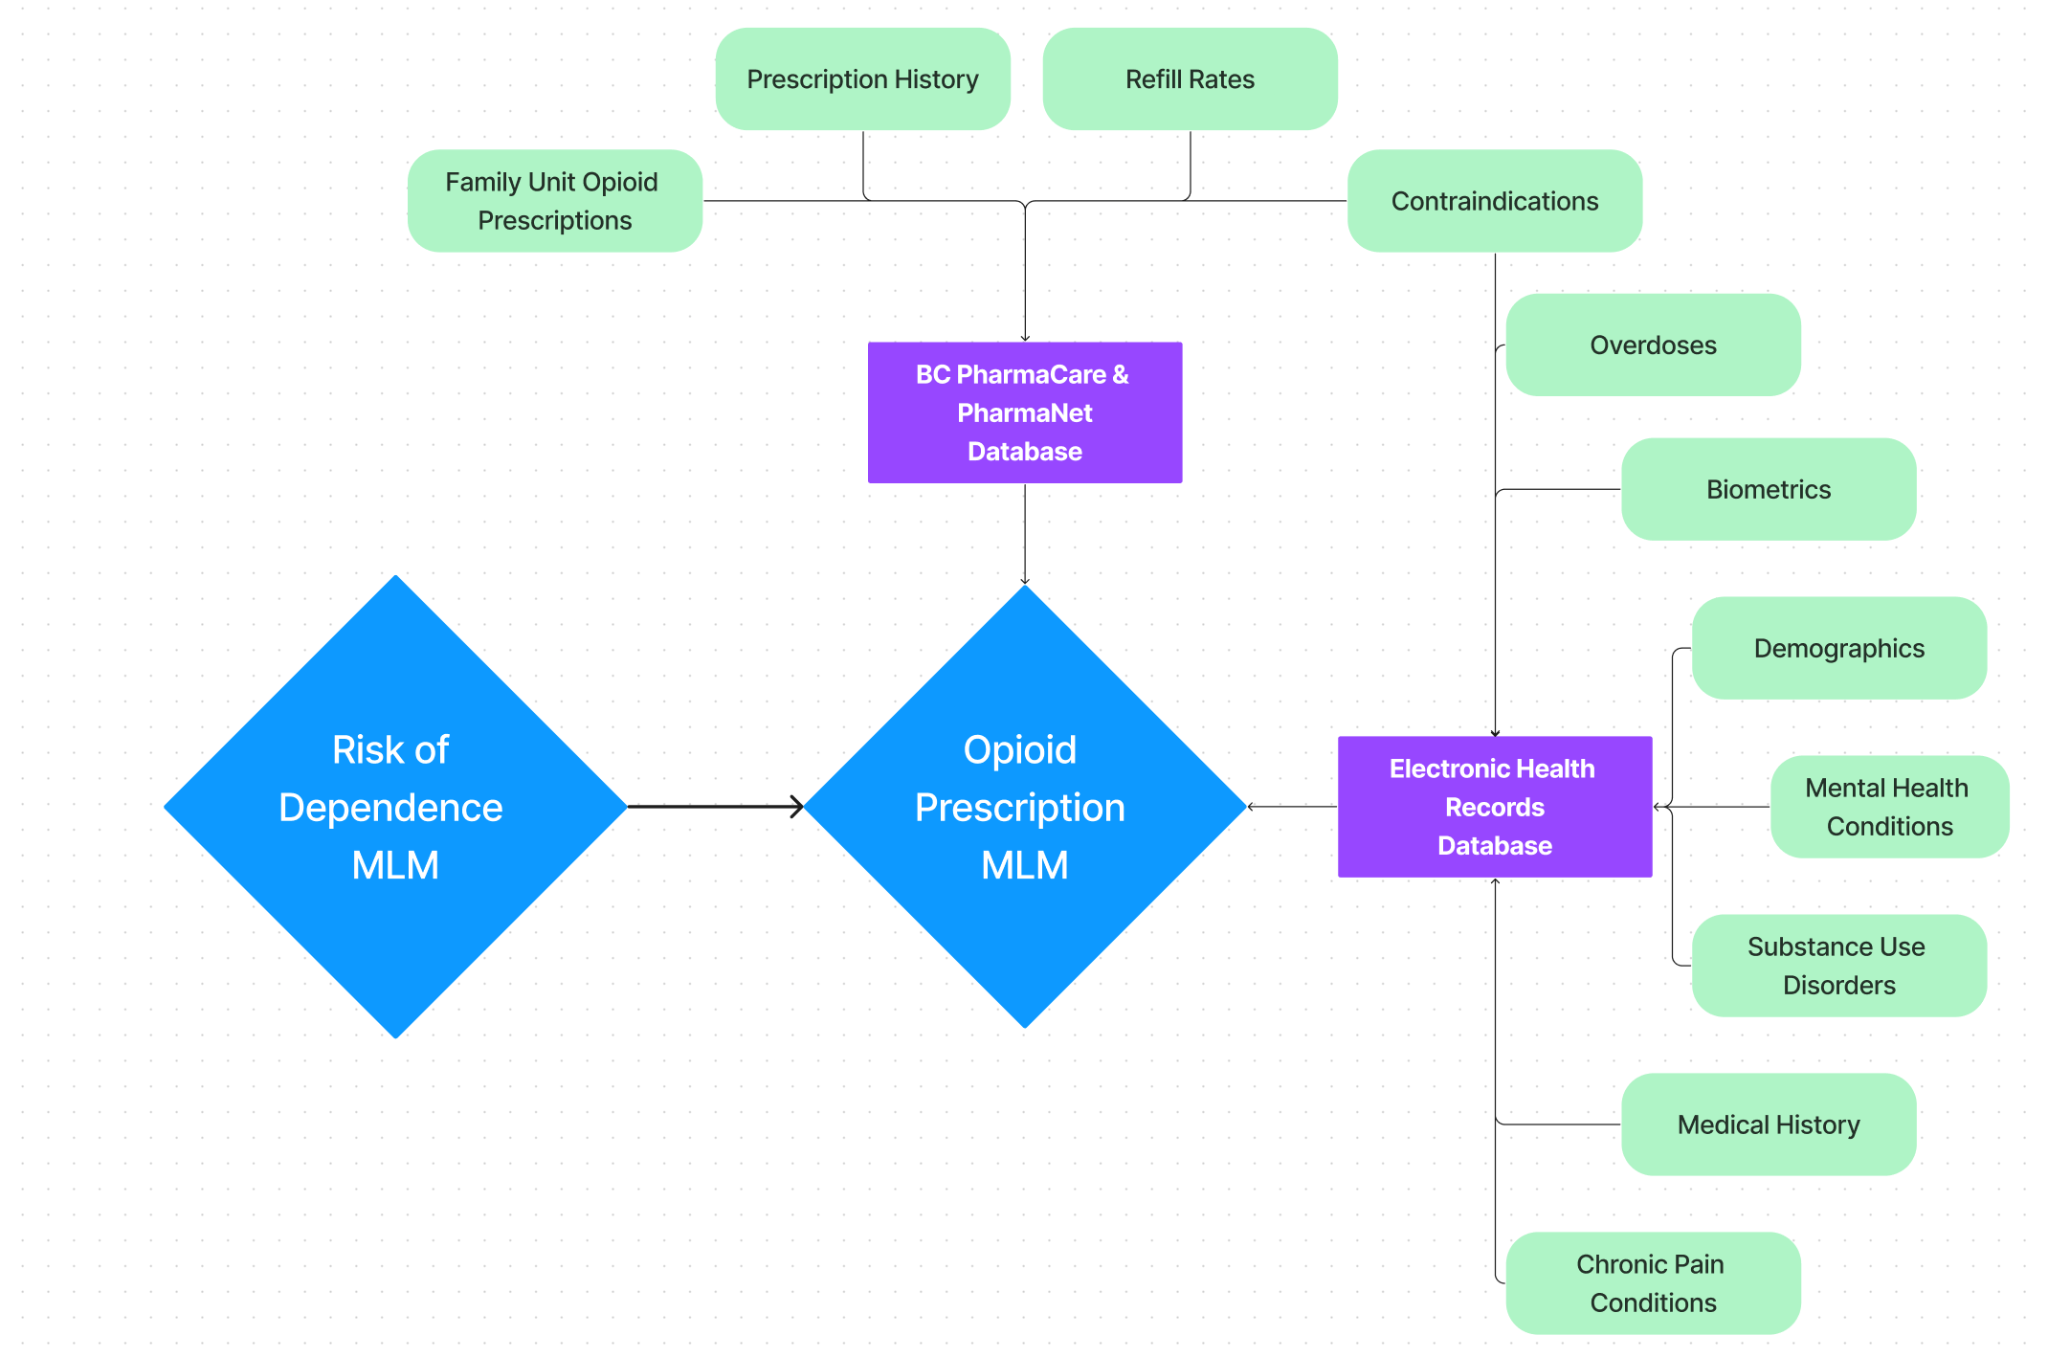 Prescription History
Refill Rates
Family Unit Opioid
Prescriptions
Contraindications
Overdoses
BC PharmaCare &
PharmaNet
Database
Biometrics
Demographics
Risk of
Dependence
MLM
Opioid
Prescription
MLM
Electronic Health
Records
Database
Mental Health
Conditions
Substance Use
Disorders
Medical History
Chronic Pain
Conditions